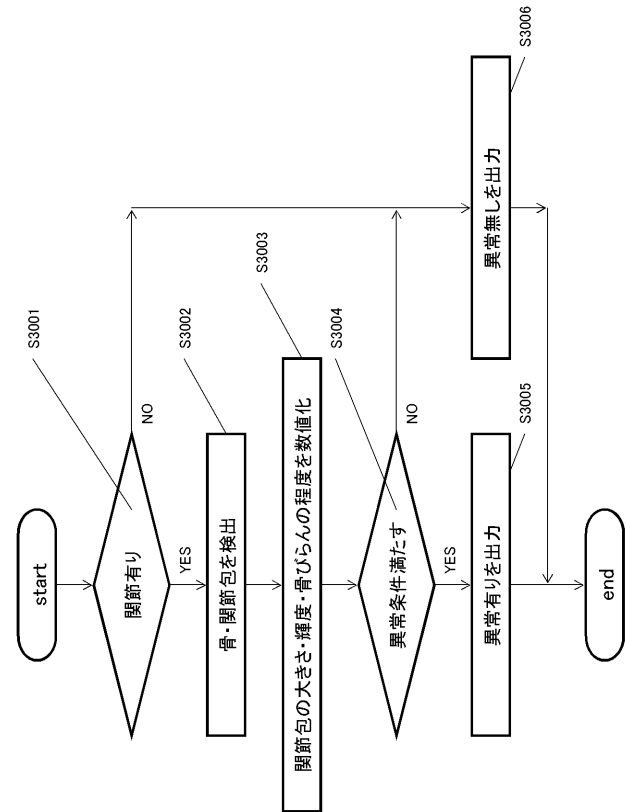 start
S3001
関節有り
NO
YES
S3002
骨・関節包を検出
S3003
関節包の大きさ・輝度・骨びらんの程度を数値化
S3004
異常条件満たす
NO
YES
S3005
異常有りを出力
S3006
異常無しを出力
end